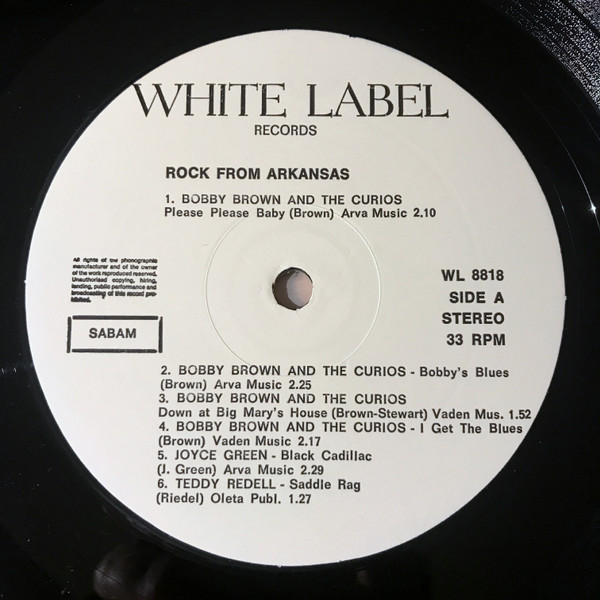 WHITE LABEL
RECORDS
ROCK FROM ARKANSAS
1. BOBBY BROWN AND THE CURIOS
Please Please Baby (Brown) Arva Music 2.10
All rights of tne phonographic
manufacturer and of the owner
of the work reproduced reserved.
Unauthorised copying, hiring,
lending, public performance and
broadcasting of this record pro-
hibited.
SABAM
WL 8818
SIDE A
STEREO
33 RPM
2. BOBBY BROWN AND THE CURIOS - Bobby's Blues
(Brown) Arva Music 2.25
3. BOBBY BROWN AND THE CURIOS
Down at Big Mary's House (Brown-Stewart) Vaden Mus. 1.52
4. BOBBY BROWN AND THE CURIOS - I Get The Blues
(Brown) Vaden Music 2.17
5. JOYCE GREEN - Black Cadillac
(J. Green) Arva Music 2.29
6. TEDDY REDELL - Saddle Rag
(Riedel) Oleta Publ. 1.27